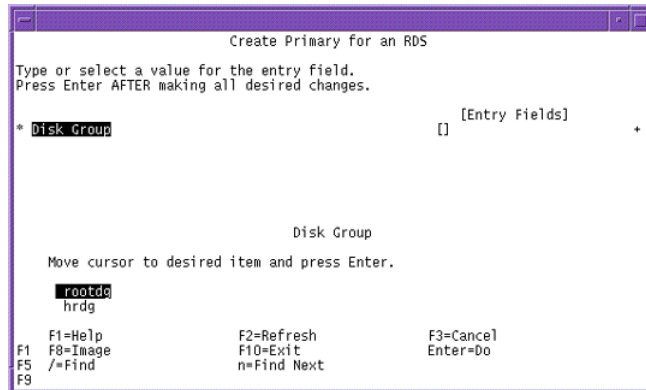 Create Primary for an RDS
Type or select a value for the entry field.
Press Enter AFTER making all desired changes.
[Entry Fields]
* Disk Group [] +
Disk Group
Move cursor to desired item and press Enter.
rootdg
hrdg
F1=Help F2=Refresh F3=Cancel
F1 F8=Image F10=Exit Enter=Do
F5 /=Find n=Find Next
F9